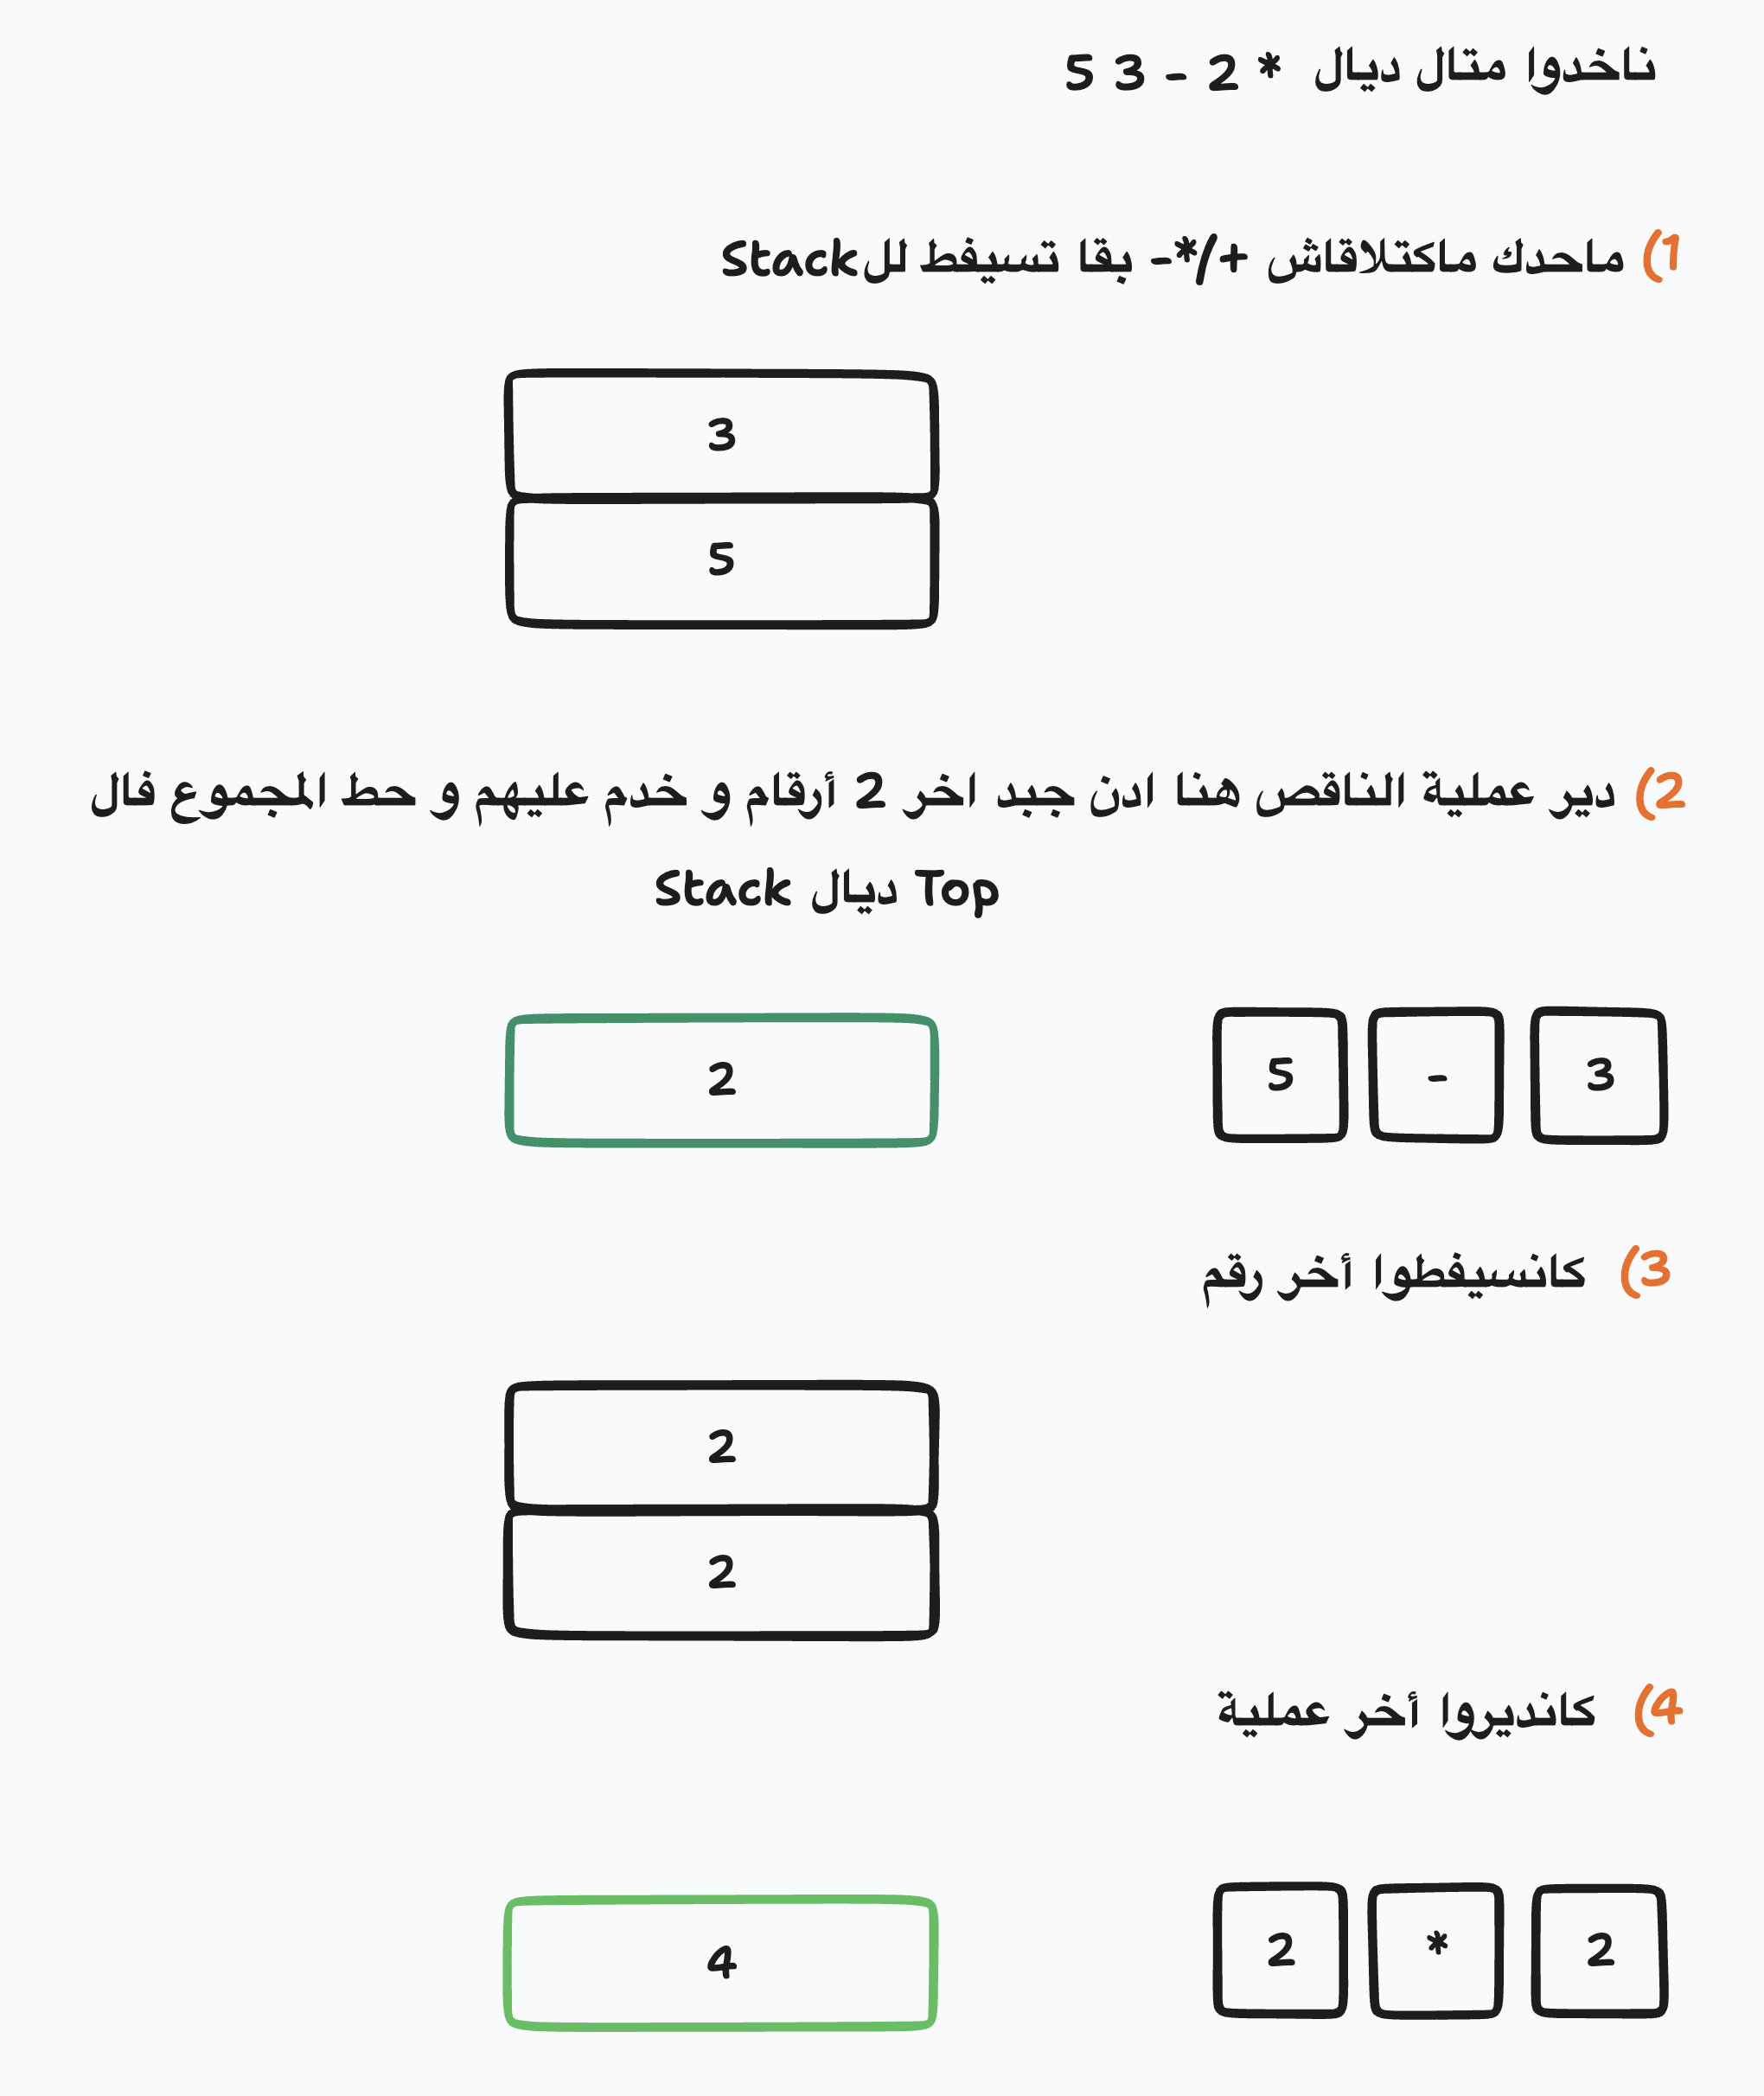 ناخدوا متال ديال 5 3 - 2 *
1) ماحدك ماكتلاقاش +/*- بقا تسيفط للStack
3
5
2) دير عملية الناقص هنا ادن جبد اخر 2 أرقام و خدم عليهم و حط المجموع فال
Top ديال Stack
2
5 - 3
3) كانسيفطوا أخر رقم
2
2
4) كانديروا أخر عملية
4
2 * 2